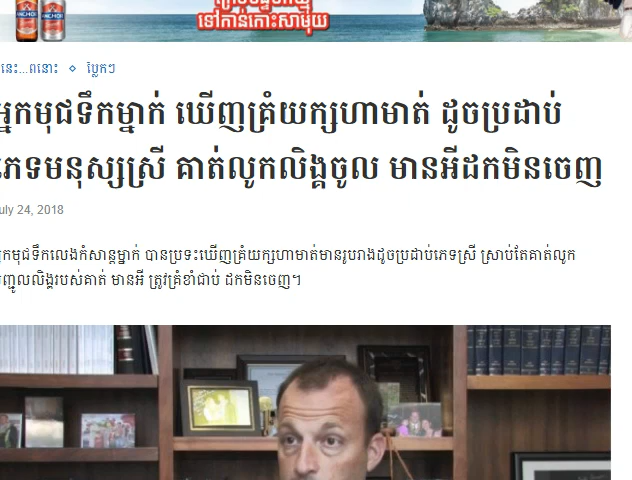 ANCHOR
ទៅកាន់កោះសាមុយ
នេះ...ពនោះ ◇ ប្លែកៗ
អ្នកមុជទឹកម្នាក់ ឃើញគ្រំយក្សហាមាត់ ដូចប្រដាប់
ភេទមនុស្សស្រី គាត់លូកលិង្គចូល មានអីដកមិនចេញ
July 24, 2018
អ្នកមុជទឹកលេងកំសាន្តម្នាក់ បានប្រទះឃើញគ្រំយក្សហាមាត់មានរូបរាងដូចប្រដាប់ភេទស្រី ស្រាប់តែគាត់លូក
បញ្ជូលលិង្គរបស់គាត់ មានអី ត្រូវគ្រំខាំជាប់ ដកមិនចេញ។